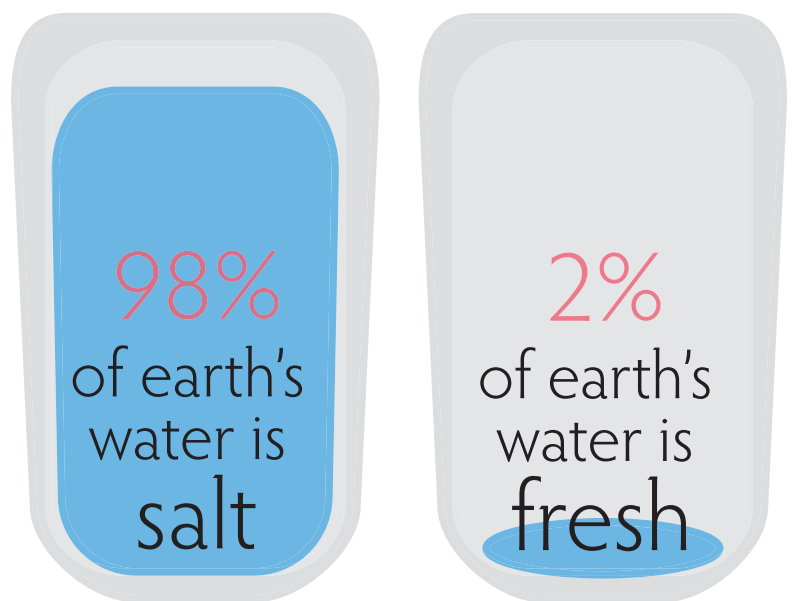 98%
of earth's
water is
salt
2%
of earth's
water is
fresh